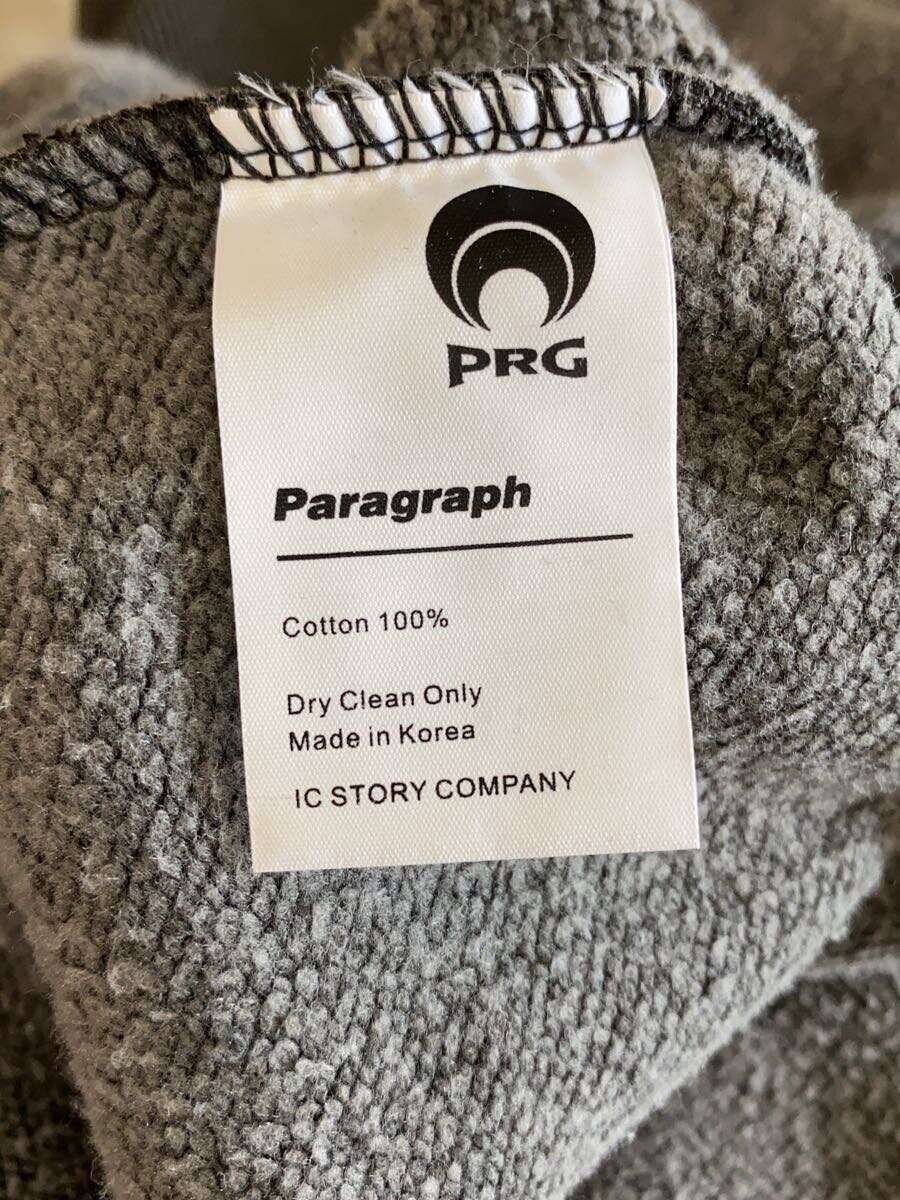 PRG
Paragraph
Cotton 100%
Dry Clean Only
Made in Korea
IC STORY COMPANY